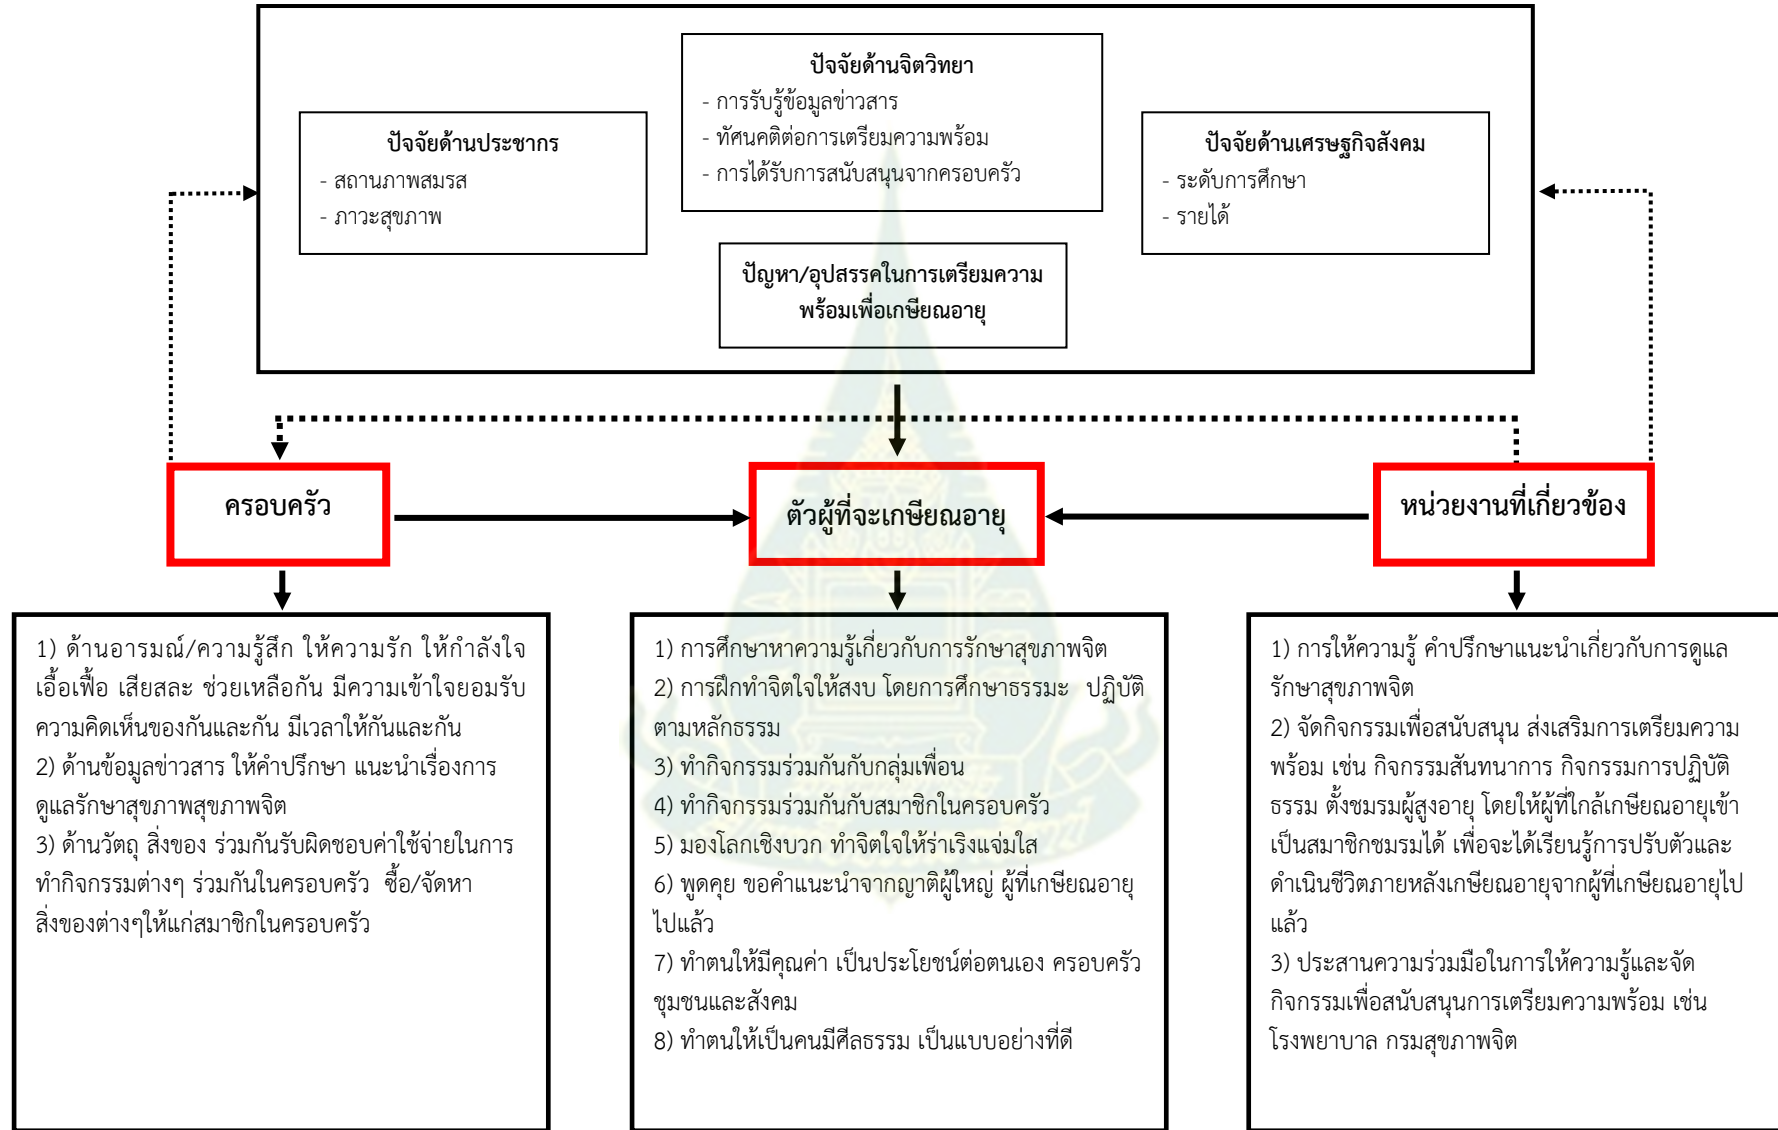 ปัจจัยด้านจิตวิทยา
- การรับรู้ข้อมูลข่าวสาร
- ทัศนคติต่อการเตรียมความพร้อม
- การได้รับการสนับสนุนจากครอบครัว
ปัจจัยด้านประชากร
- สถานภาพสมรส
- ภาวะสุขภาพ
ปัจจัยด้านเศรษฐกิจสังคม
- ระดับการศึกษา
- รายได้
ปัญหา/อุปสรรคในการเตรียมความ
พร้อมเพื่อเกษียณอายุ
ครอบครัว
ตัวผู้ที่จะเกษียณอายุ
หน่วยงานที่เกี่ยวข้อง
1) ด้านอารมณ์/ความรู้สึก ให้ความรัก ให้กำลังใจ
เอื้อเฟื้อ เสียสละ ช่วยเหลือกัน มีความเข้าใจยอมรับ
ความคิดเห็นของกันและกัน มีเวลาให้กันและกัน
2) ด้านข้อมูลข่าวสาร ให้คำปรึกษา แนะนำเรื่องการ
ดูแลรักษาสุขภาพสุขภาพจิต
3) ด้านวัตถุ สิ่งของ ร่วมกันรับผิดชอบค่าใช้จ่ายในการ
ทำกิจกรรมต่างๆ ร่วมกันในครอบครัว ซื้อ/จัดหา
สิ่งของต่างๆให้แก่สมาชิกในครอบครัว
1) การศึกษาหาความรู้เกี่ยวกับการรักษาสุขภาพจิต
2) การฝึกทำจิตใจให้สงบ โดยการศึกษาธรรมะ ปฏิบัติ
ตามหลักธรรม
3) ทำกิจกรรมร่วมกันกับกลุ่มเพื่อน
4) ทำกิจกรรมร่วมกันกับสมาชิกในครอบครัว
5) มองโลกเชิงบวก ทำจิตใจให้ร่าเริงแจ่มใส
6) พูดคุย ขอคำแนะนำจากญาติผู้ใหญ่ ผู้ที่เกษียณอายุ
ไปแล้ว
7) ทำตนให้มีคุณค่า เป็นประโยชน์ต่อตนเอง ครอบครัว
ชุมชนและสังคม
8) ทำตนให้เป็นคนมีศีลธรรม เป็นแบบอย่างที่ดี
1) การให้ความรู้ คำปรึกษาแนะนำเกี่ยวกับการดูแล
รักษาสุขภาพจิต
2) จัดกิจกรรมเพื่อสนับสนุน ส่งเสริมการเตรียมความ
พร้อม เช่น กิจกรรมสันทนาการ กิจกรรมการปฏิบัติ
ธรรม ตั้งชมรมผู้สูงอายุ โดยให้ผู้ที่ใกล้เกษียณอายุเข้า
เป็นสมาชิกชมรมได้ เพื่อจะได้เรียนรู้การปรับตัวและ
ดำเนินชีวิตภายหลังเกษียณอายุจากผู้ที่เกษียณอายุไป
แล้ว
3) ประสานความร่วมมือในการให้ความรู้และจัด
กิจกรรมเพื่อสนับสนุนการเตรียมความพร้อม เช่น
โรงพยาบาล กรมสุขภาพจิต